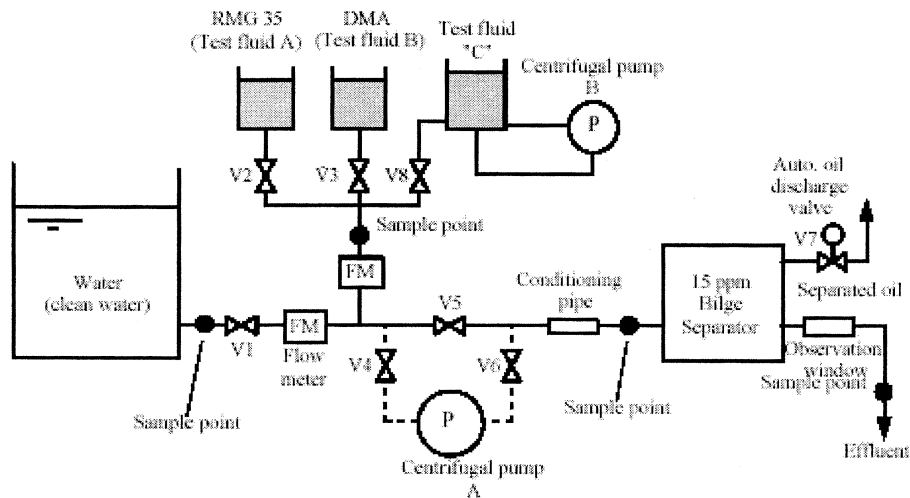 RMG 35
(Test fluid A)
DMA
(Test fluid B)
Test fluid
"C"
Centrifugal pump
B
P
V2
V3
V8
Auto. oil
discharge
valve
V7
Sample point
Water
(clean water)
FM
Conditioning
pipe
15 ppm
Bilge
Separator
Separated oil
V5
FM
V1
Flow
meter
V4
V6
Observation
window
Sample point
Sample point
P
Sample point
Centrifugal pump
A
Effluent